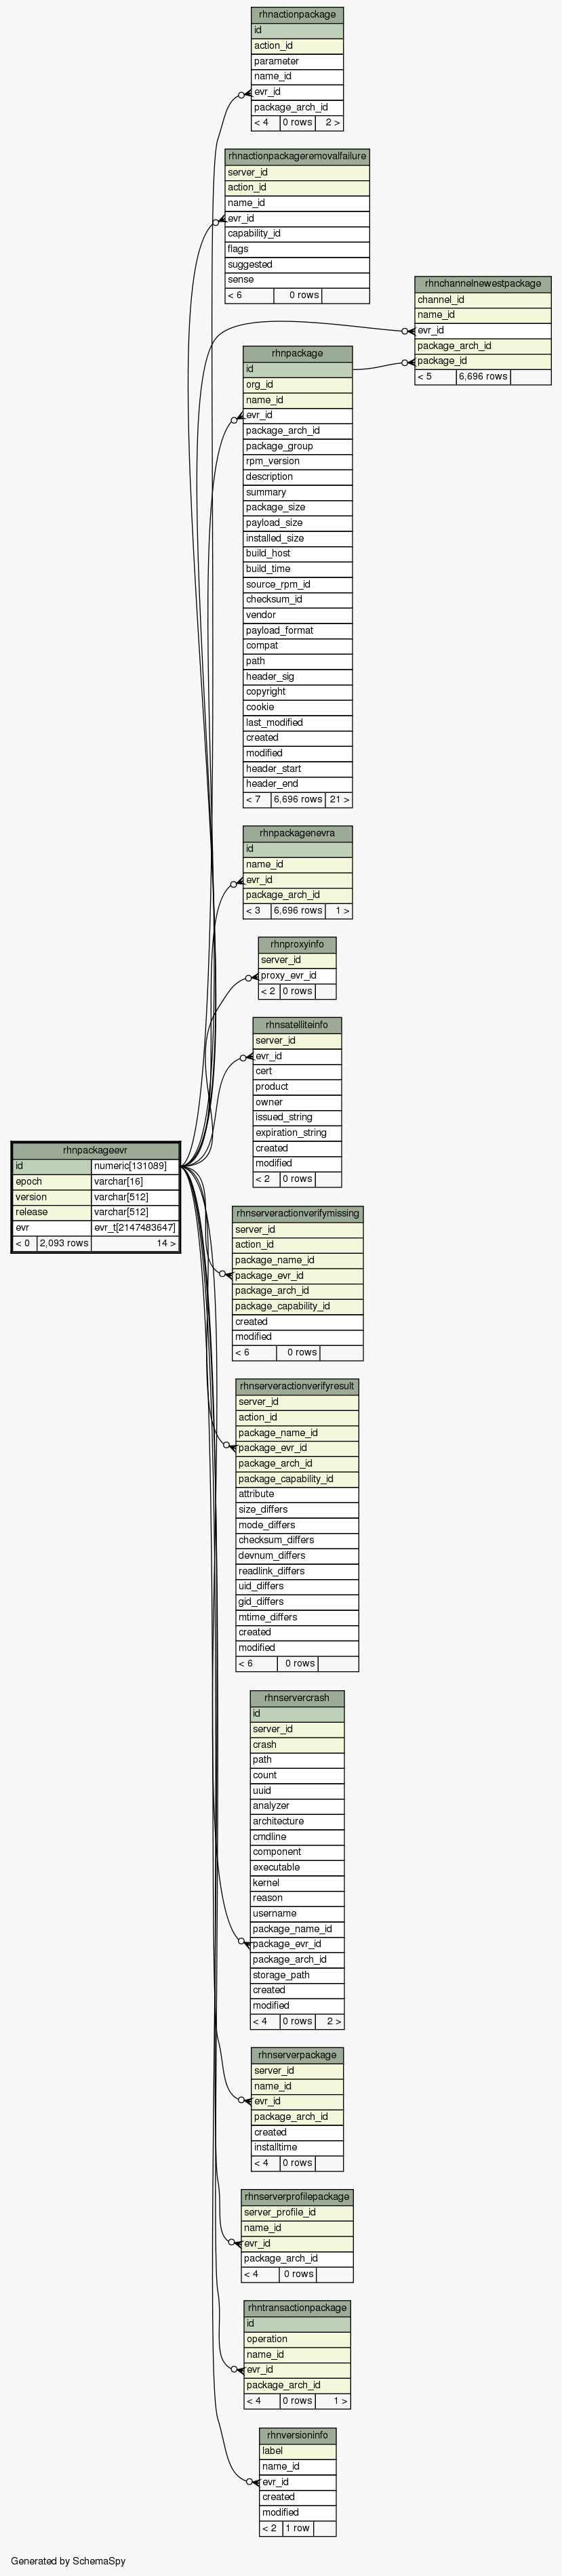 rhnactionpackage
id
action_id
parameter
name_id
evr_id
package_arch_id
< 4 0 rows 2 >
rhnactionpackageremovalfailure
server_id
action_id
name_id
evr_id
capability_id
flags
suggested
sense
< 6 0 rows
rhnchannelnewestpackage
channel_id
name_id
evr_id
package_arch_id
package_id
< 5 6,696 rows
rhnpackage
id
org_id
name_id
evr_id
package_arch_id
package_group
rpm_version
description
summary
package_size
payload_size
installed_size
build_host
build_time
source_rpm_id
checksum_id
vendor
payload_format
compat
path
header_sig
copyright
cookie
last_modified
created
modified
header_start
header_end
< 7 6,696 rows 21 >
rhnpackagenevra
id
name_id
evr_id
package_arch_id
< 3 6,696 rows 1 >
rhnproxyinfo
server_id
proxy_evr_id
< 2 0 rows
rhnsatelliteinfo
server_id
evr_id
cert
product
owner
issued_string
expiration_string
created
modified
< 2 0 rows
rhnpackageevr
id numeric[131089]
epoch varchar[16]
version varchar[512]
release varchar[512]
evr evr_t[2147483647]
< 0 2,093 rows 14 >
rhnserveractionverifymissing
server_id
action_id
package_name_id
package_evr_id
package_arch_id
package_capability_id
created
modified
< 6 0 rows
rhnserveractionverifyresult
server_id
action_id
package_name_id
package_evr_id
package_arch_id
package_capability_id
attribute
size_differs
mode_differs
checksum_differs
devnum_differs
readlink_differs
uid_differs
gid_differs
mtime_differs
created
modified
< 6 0 rows
rhnservercrash
id
server_id
crash
path
count
uuid
analyzer
architecture
cmdline
component
executable
kernel
reason
username
package_name_id
package_evr_id
package_arch_id
storage_path
created
modified
< 4 0 rows 2 >
rhnserverpackage
server_id
name_id
evr_id
package_arch_id
created
installtime
< 4 0 rows
rhnserverprofilepackage
server_profile_id
name_id
evr_id
package_arch_id
< 4 0 rows
rhntransactionpackage
id
operation
name_id
evr_id
package_arch_id
< 4 0 rows 1 >
rhnversioninfo
label
name_id
evr_id
created
modified
< 2 1 row
Generated by SchemaSpy